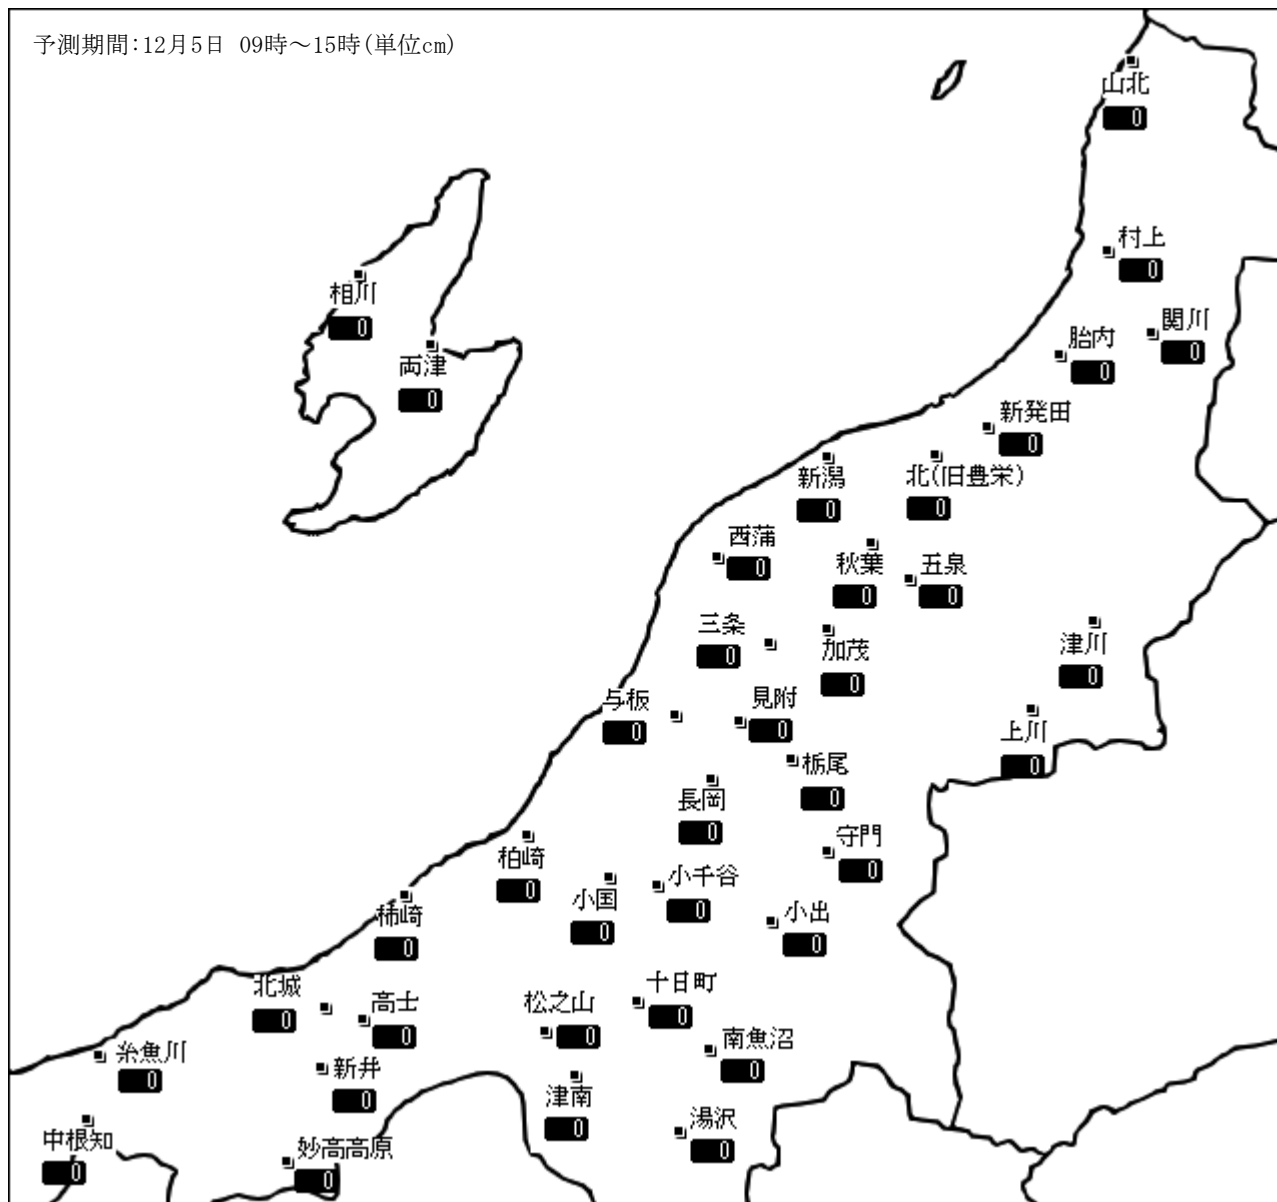 予測期間:12月5日 09時～15時(単位cm)
山北
0
村上
0
相川
0
関川
0
胎内
0
両津
0
新発田
0
新潟
0
北(旧豊栄)
0
西蒲
0
秋葉
0
五泉
0
三条
0
加茂
0
津川
0
与板
0
見附
0
上川
0
栃尾
0
長岡
0
守門
0
柏崎
0
小国
0
小千谷
0
小出
0
柿崎
0
北城
0
高士
0
松之山
0
十日町
0
南魚沼
0
糸魚川
0
新井
0
津南
0
湯沢
0
中根知
0
妙高高原
0